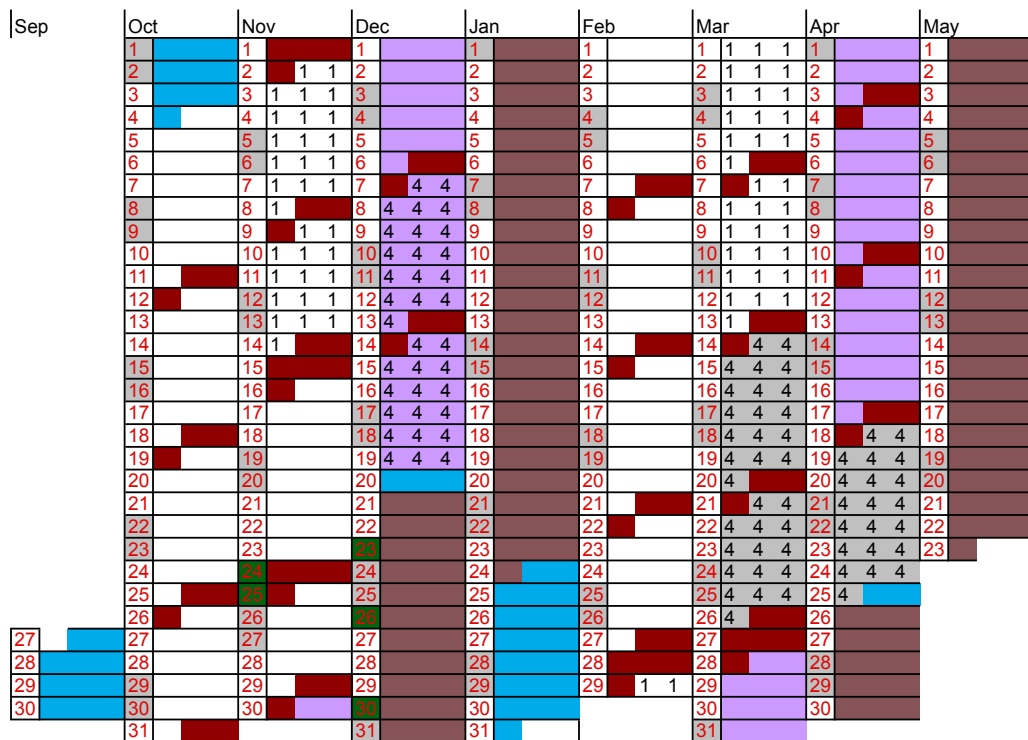 Sep Oct Nov Dec Jan Feb Mar Apr May
1 1 1 1 1 1 1 1 1 1 1
2 2 1 1 2 2 2 2 1 1 1 2 2
3 3 1 1 1 3 3 3 3 1 1 1 3 3
4 4 1 1 1 4 4 4 4 1 1 1 4 4
5 5 1 1 1 5 5 5 5 1 1 1 5 5
6 6 1 1 1 6 6 6 6 1 6 6
7 7 1 1 1 7 4 4 7 7 7 1 1 7 7
8 8 1 8 4 4 4 8 8 8 1 1 1 8 8
9 9 1 1 9 4 4 4 9 9 9 1 1 1 9 9
10 10 1 1 1 10 4 4 4 10 10 10 1 1 1 10 10
11 11 1 1 1 11 4 4 4 11 11 11 1 1 1 11 11
12 12 1 1 1 12 4 4 4 12 12 12 1 1 1 12 12
13 13 1 1 1 13 4 13 13 13 1 13 13
14 14 1 14 4 4 14 14 14 4 4 14 14
15 15 15 4 4 4 15 15 15 4 4 4 15 15
16 16 16 4 4 4 16 16 16 4 4 4 16 16
17 17 17 4 4 4 17 17 17 4 4 4 17 17
18 18 18 4 4 4 18 18 18 4 4 4 18 4 4 18
19 19 19 4 4 4 19 19 19 4 4 4 19 4 4 4 19
20 20 20 20 20 20 4 20 4 4 4 20
21 21 21 21 21 21 4 4 21 4 4 4 21
22 22 22 22 22 22 4 4 4 22 4 4 4 22
23 23 23 23 23 23 4 4 4 23 4 4 4 23
24 24 24 24 24 24 4 4 4 24 4 4 4
25 25 25 25 25 25 4 4 4 25 4
26 26 26 26 26 26 4 26
27 27 27 27 27 27 27 27
28 28 28 28 28 28 28 28
29 29 29 29 29 29 1 1 29 29
30 30 30 30 30 30 30
31 31 31 31